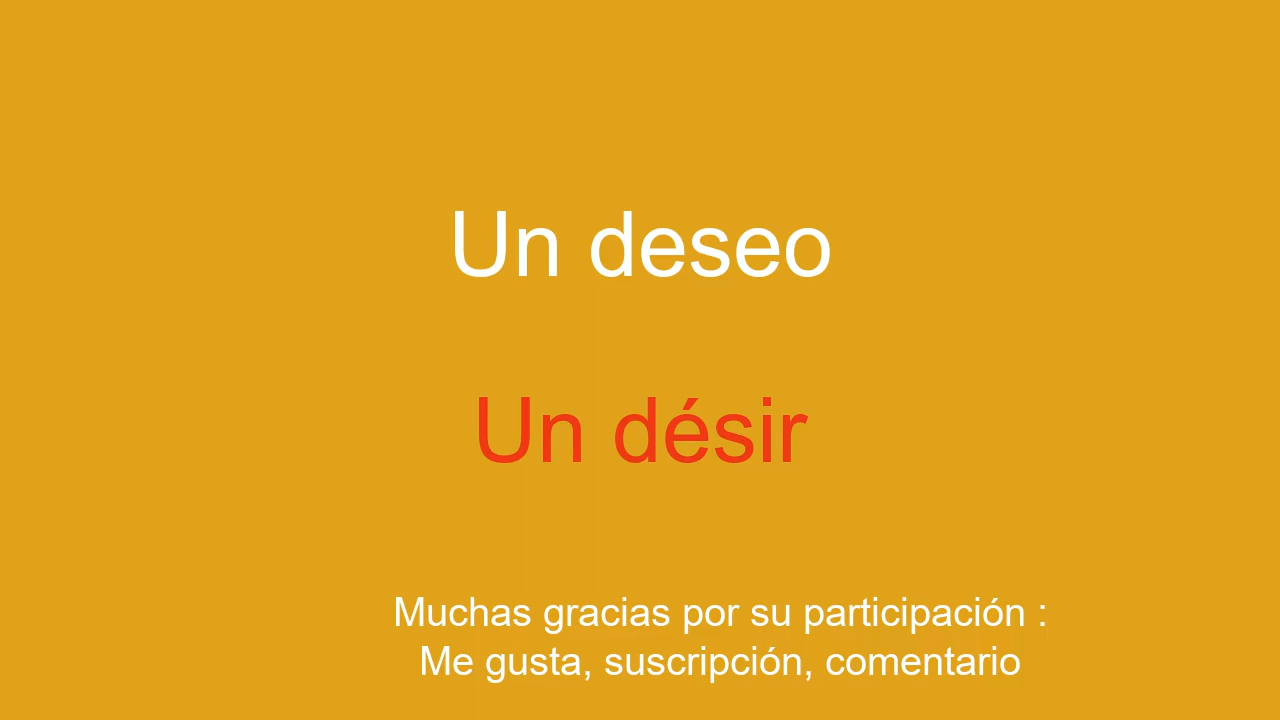 Un deseo
Un désir
Muchas gracias por su participación :
Me gusta, suscripción, comentario